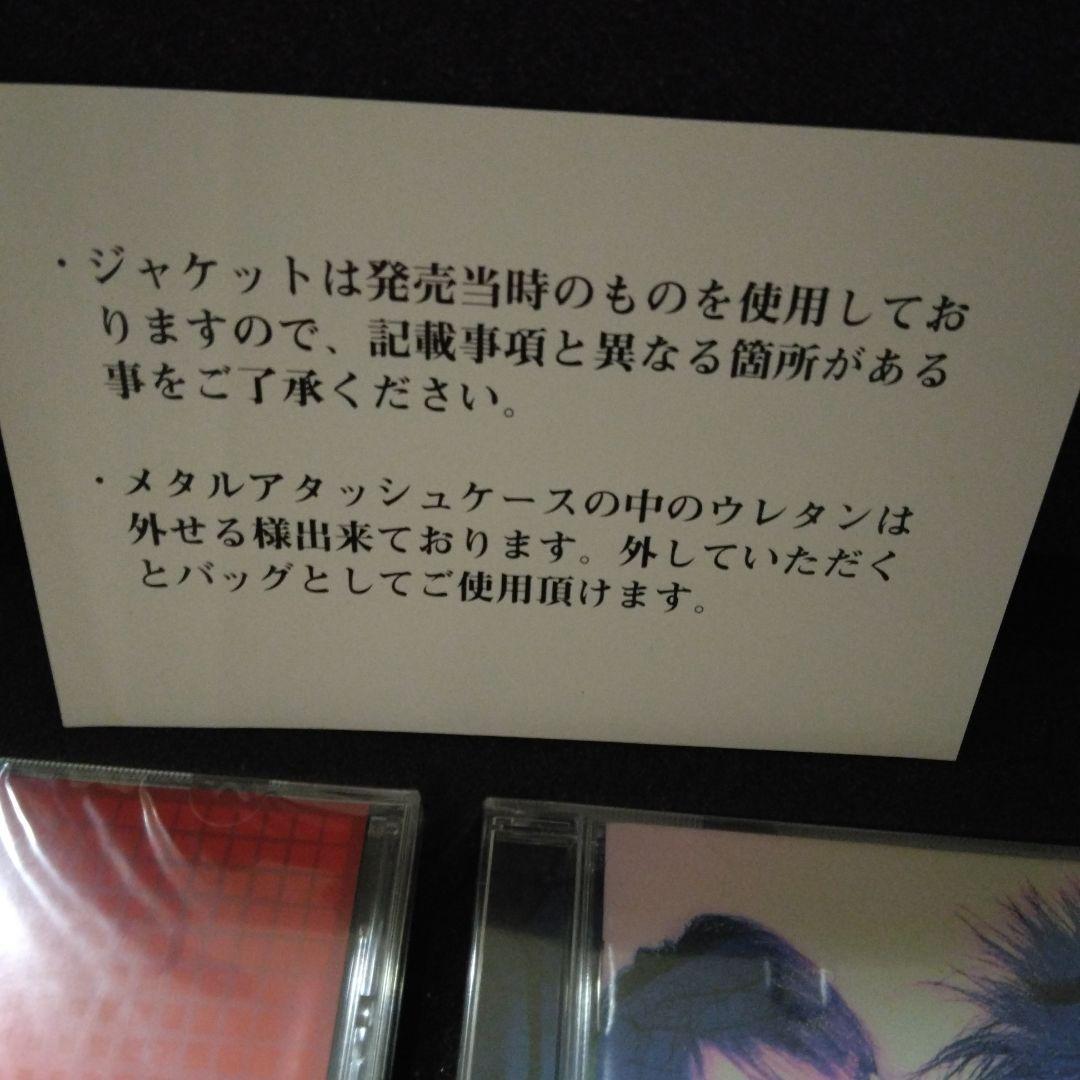 ・ジャケットは発売当時のものを使用してお
りますので、記載事項と異なる箇所がある
事をご了承ください。
・メタルアタッシュケースの中のウレタンは
外せる様出来ております。外していただく
とバッグとしてご使用頂けます。